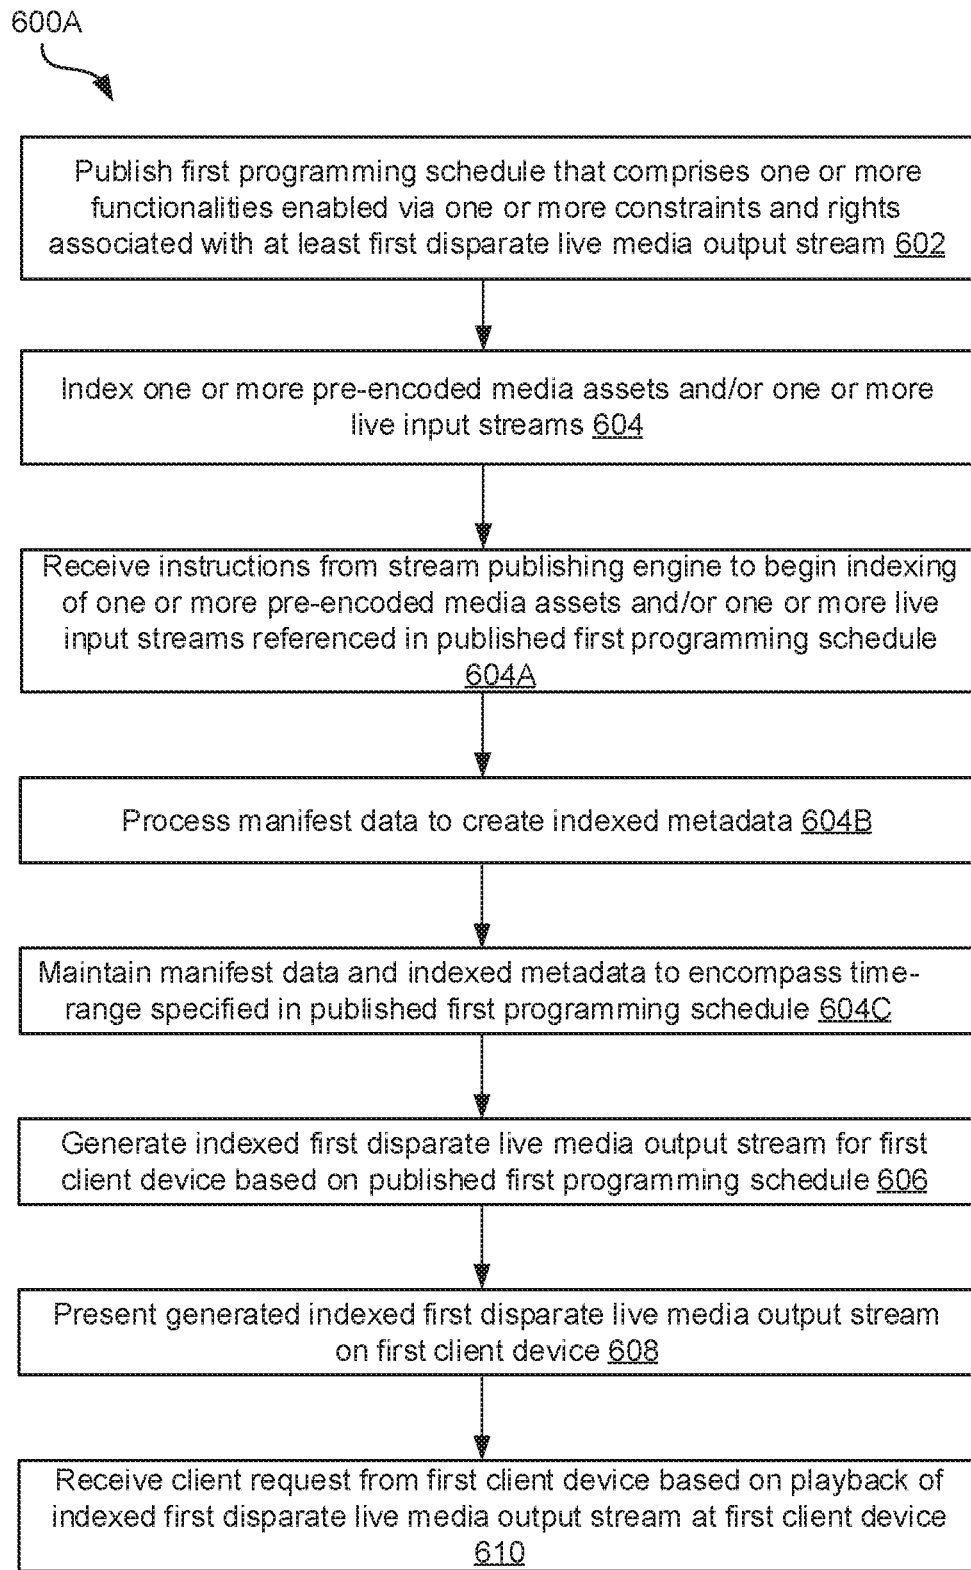 600A
Publish first programming schedule that comprises one or more
functionalities enabled via one or more constraints and rights
associated with at least first disparate live media output stream 602
Index one or more pre-encoded media assets and/or one or more
live input streams 604
Receive instructions from stream publishing engine to begin indexing
of one or more pre-encoded media assets and/or one or more live
input streams referenced in published first programming schedule
604A
Process manifest data to create indexed metadata 604B
Maintain manifest data and indexed metadata to encompass time-
range specified in published first programming schedule 604C
Generate indexed first disparate live media output stream for first
client device based on published first programming schedule 606
Present generated indexed first disparate live media output stream
on first client device 608
Receive client request from first client device based on playback of
indexed first disparate live media output stream at first client device
610